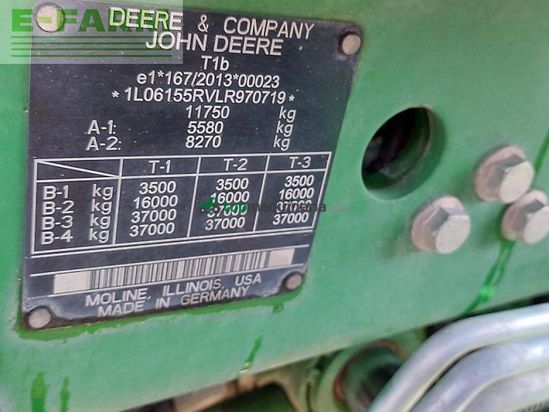 E-FARM
DEERE & COMPANY
JOHN DEERE
T1b
e1*167/2013*00023
*1L06155RVLR970719*
11750 kg
A-1: 5580 kg
A-2: 8270 kg
T-1 T-2 T-3
B-1 kg 3500 3500 3500
B-2 kg 16000 16000 16000
B-3 kg 37000 37000 37000
B-4 kg 37000 37000 37000
MOLINE, ILLINOIS, USA
MADE IN GERMANY